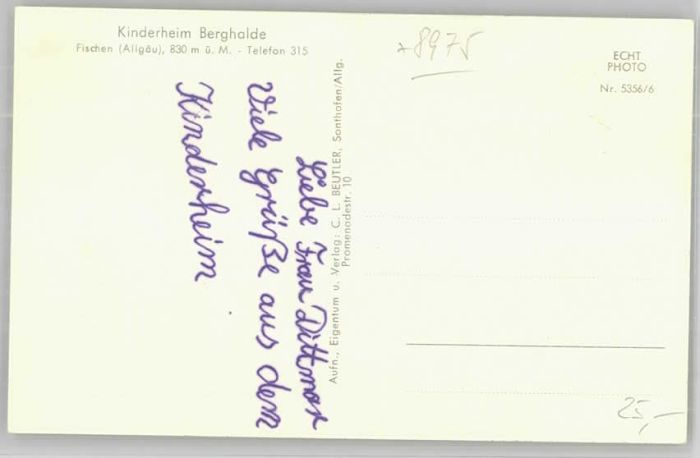 Kinderheim Berghalde
Fischen (Allgäu), 830 m ü. M. - Telefon 315
Liebe Frau Dittmar
Viele Grüße aus dem
Kinderheim
Aufn., Eigentum u. Verlag: C. L. BEUTLER, Sonthofen/Allg.
Promenadestr. 10
8975
ECHT
PHOTO
Nr. 5356/6
25,-